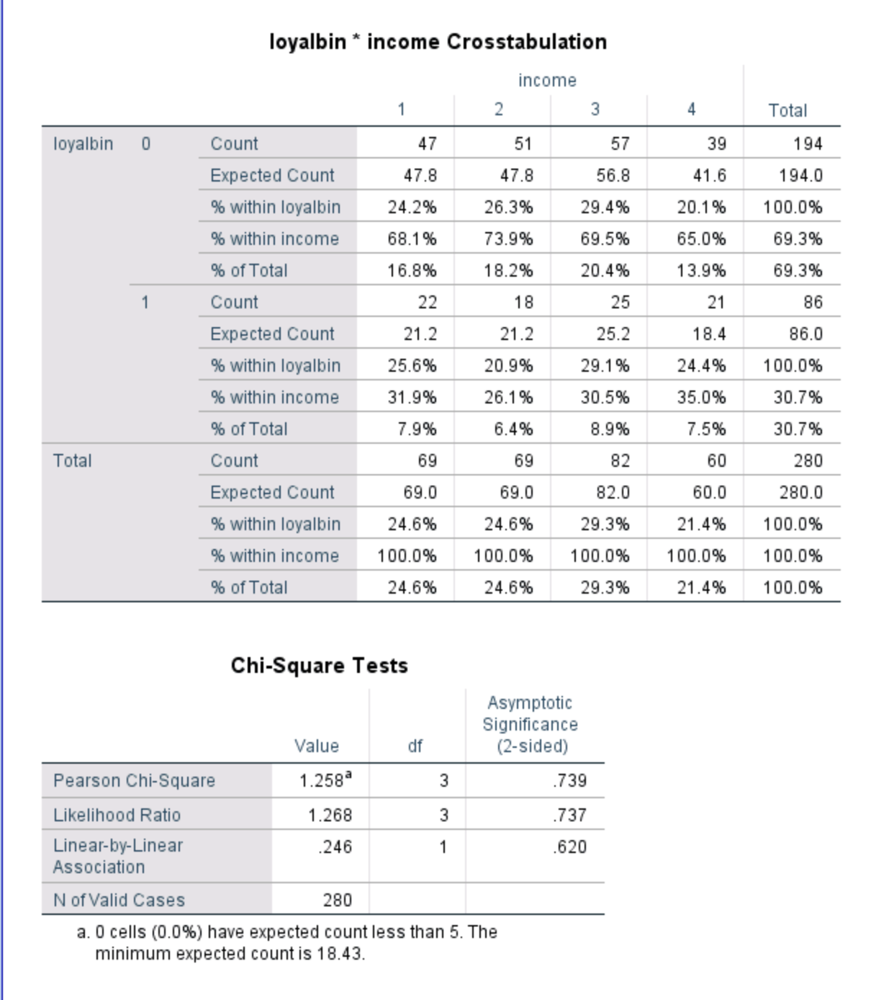 loyalbin * income Crosstabulation
income
1 2 3 4 Total
loyalbin 0 Count 47 51 57 39 194
Expected Count 47.8 47.8 56.8 41.6 194.0
% within loyalbin 24.2% 26.3% 29.4% 20.1% 100.0%
% within income 68.1% 73.9% 69.5% 65.0% 69.3%
% of Total 16.8% 18.2% 20.4% 13.9% 69.3%
1 Count 22 18 25 21 86
Expected Count 21.2 21.2 25.2 18.4 86.0
% within loyalbin 25.6% 20.9% 29.1% 24.4% 100.0%
% within income 31.9% 26.1% 30.5% 35.0% 30.7%
% of Total 7.9% 6.4% 8.9% 7.5% 30.7%
Total Count 69 69 82 60 280
Expected Count 69.0 69.0 82.0 60.0 280.0
% within loyalbin 24.6% 24.6% 29.3% 21.4% 100.0%
% within income 100.0% 100.0% 100.0% 100.0% 100.0%
% of Total 24.6% 24.6% 29.3% 21.4% 100.0%
Chi-Square Tests
Asymptotic
Significance
Value df (2-sided)
Pearson Chi-Square 1.258a 3 .739
Likelihood Ratio 1.268 3 .737
Linear-by-Linear .246 1 .620
Association
N of Valid Cases 280
a. 0 cells (0.0%) have expected count less than 5. The
minimum expected count is 18.43.